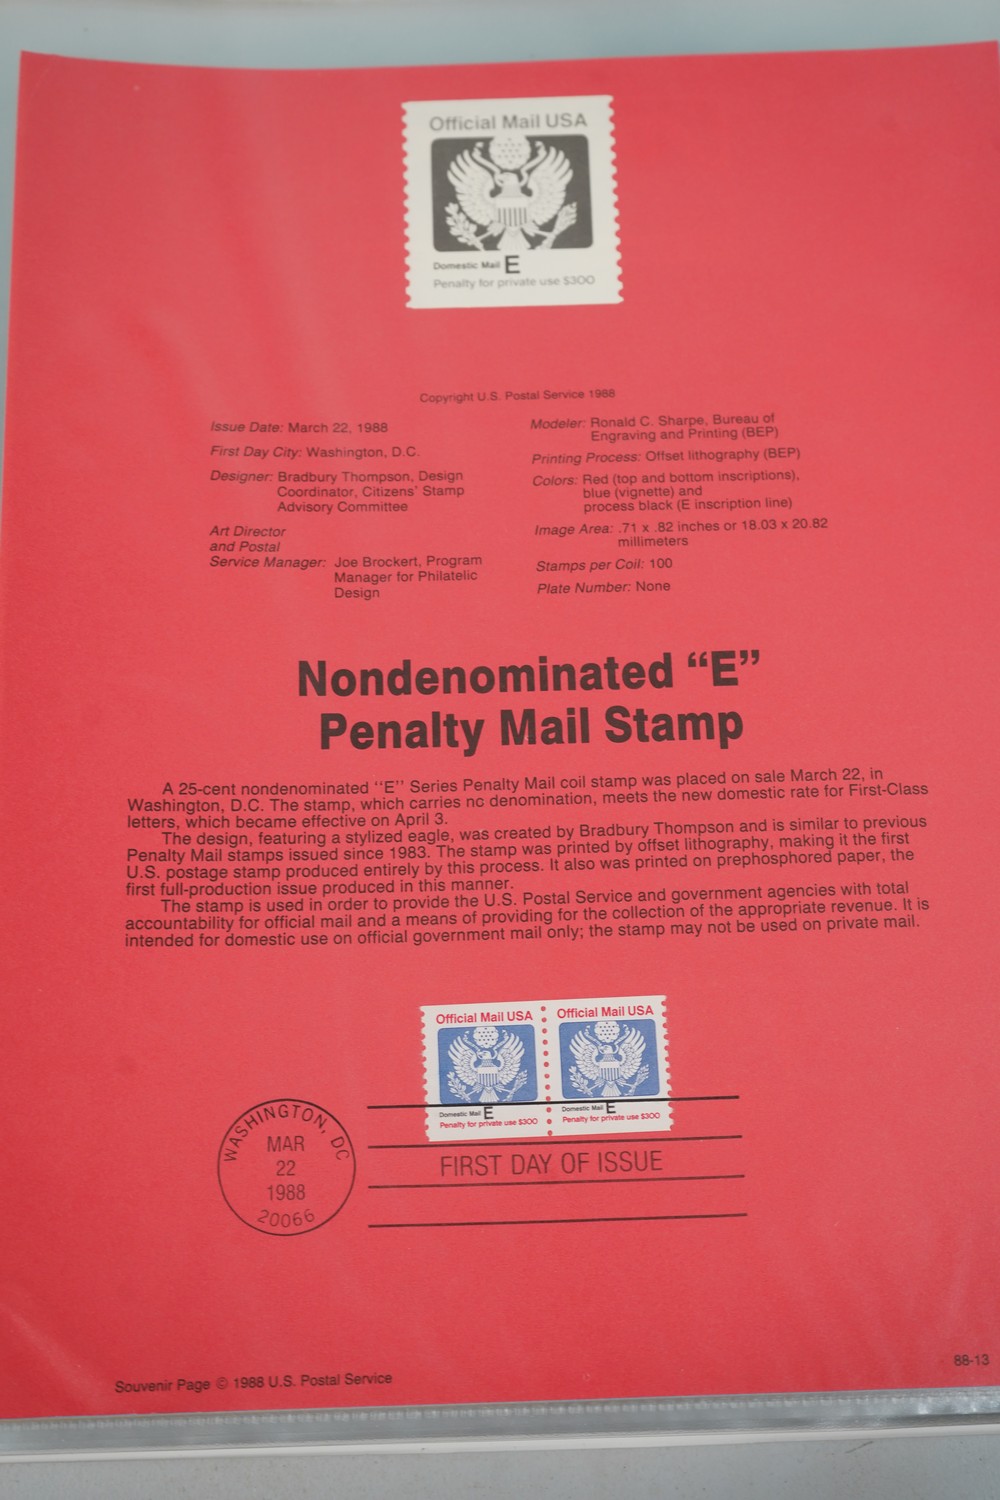 Official Mail USA
Domestic Mail E
Penalty for private use $300
Copyright U.S. Postal Service 1988
Issue Date: March 22, 1988
First Day City: Washington, D.C.
Designer: Bradbury Thompson, Design
Coordinator, Citizens' Stamp
Advisory Committee
Art Director
and Postal
Service Manager: Joe Brockert, Program
Manager for Philatelic
Design
Modeler: Ronald C. Sharpe, Bureau of
Engraving and Printing (BEP)
Printing Process: Offset lithography (BEP)
Colors: Red (top and bottom inscriptions),
blue (vignette) and
process black (E inscription line)
Image Area: .71 x .82 inches or 18.03 x 20.82
millimeters
Stamps per Coil: 100
Plate Number: None
Nondenominated “E”
Penalty Mail Stamp
A 25-cent nondenominated “E” Series Penalty Mail coil stamp was placed on sale March 22, in
Washington, D.C. The stamp, which carries nc denomination, meets the new domestic rate for First-Class
letters, which became effective on April 3.
The design, featuring a stylized eagle, was created by Bradbury Thompson and is similar to previous
Penalty Mail stamps issued since 1983. The stamp was printed by offset lithography, making it the first
U.S. postage stamp produced entirely by this process. It also was printed on prephosphored paper, the
first full-production issue produced in this manner.
The stamp is used in order to provide the U.S. Postal Service and government agencies with total
accountability for official mail and a means of providing for the collection of the appropriate revenue. It is
intended for domestic use on official government mail only; the stamp may not be used on private mail.
Official Mail USA
Domestic Mail E
Penalty for private use $300
Official Mail USA
Domestic Mail E
Penalty for private use $300
WASHINGTON, DC
MAR
22
1988
20066
FIRST DAY OF ISSUE
Souvenir Page © 1988 U.S. Postal Service
88-13